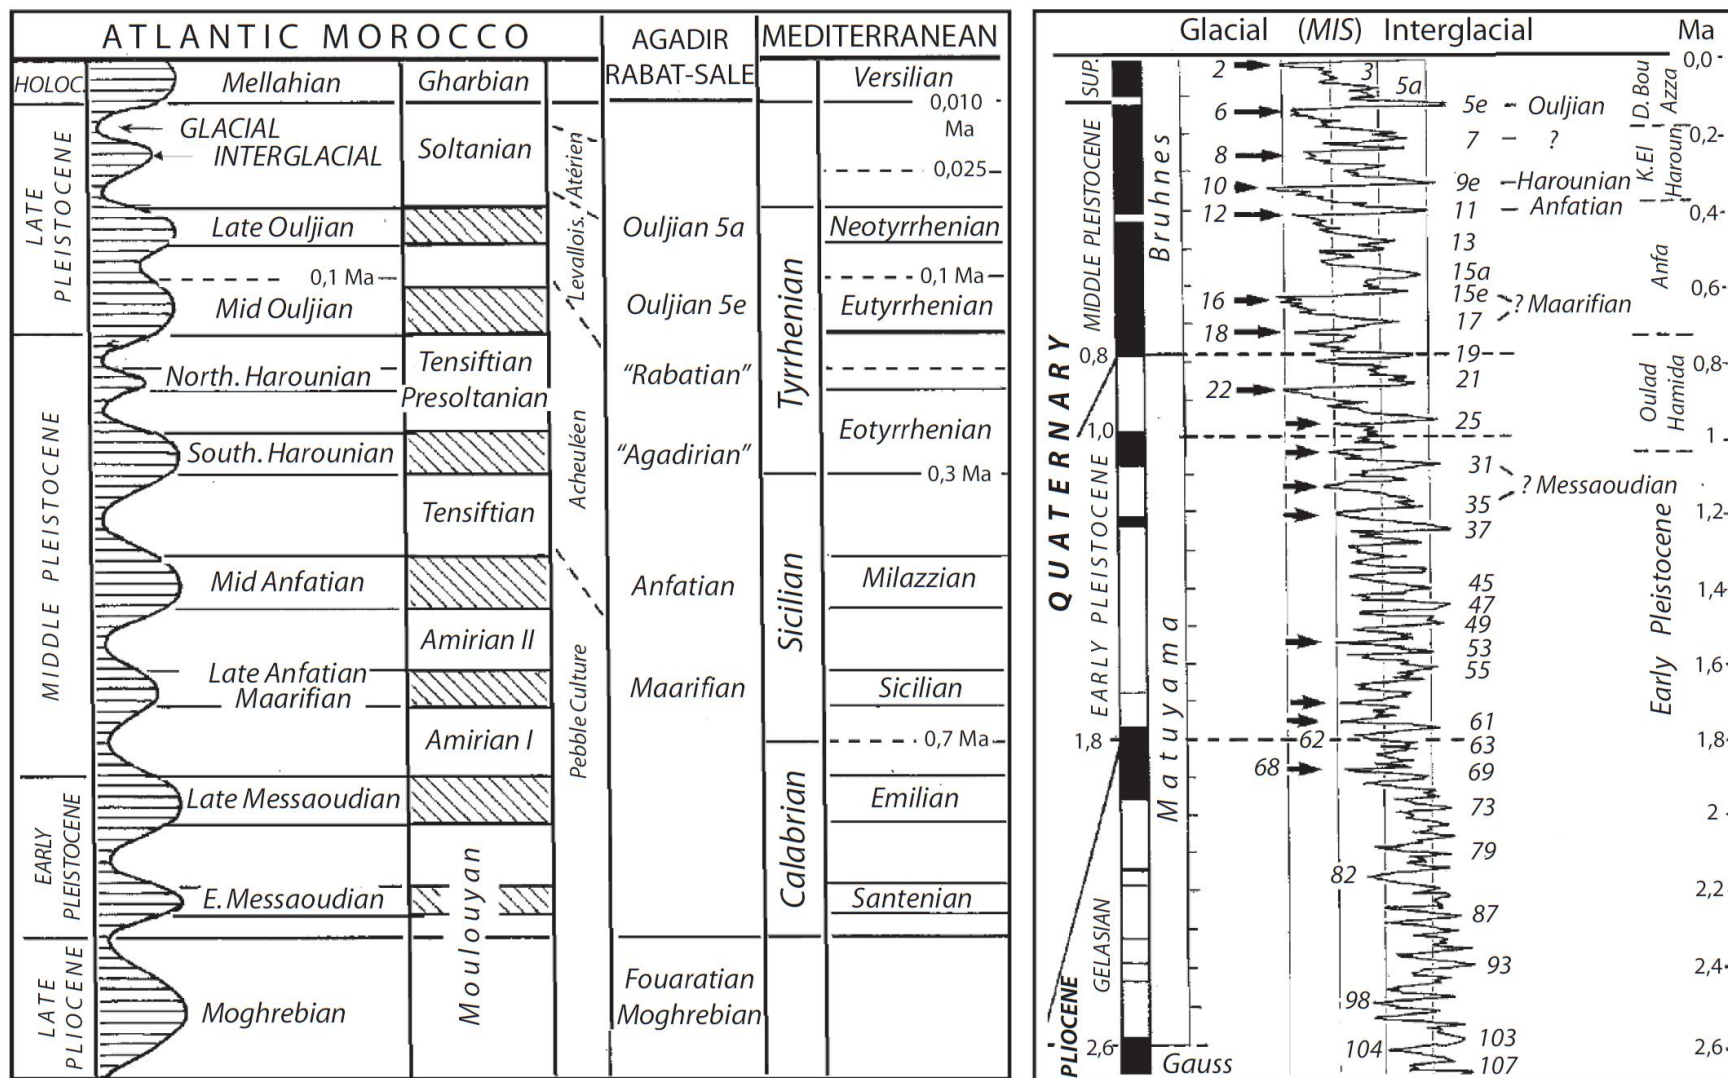 ATLANTIC MOROCCO
AGADIR
RABAT-SALE
MEDITERRANEAN
HOLOC.
Mellahian
Gharbian
Versilian
0,010
Ma
LATE
PLEISTOCENE
GLACIAL
INTERGLACIAL
Soltanian
Atérien
0,025
Late Ouljian
Levallois.
Ouljian 5a
Neotyrrhenian
0,1 Ma
0,1 Ma
Mid Ouljian
Ouljian 5e
Eutyrrhenian
Tyrrhenian
MIDDLE PLEISTOCENE
North. Harounian
Tensiftian
Presoltanian
"Rabatian"
South. Harounian
Acheuléen
"Agadirian"
Eotyrrhenian
0,3 Ma
Tensiftian
Mid Anfatian
Anfatian
Sicilian
Milazzian
Amirian II
Late Anfatian
Maarifian
Pebble Culture
Maarifian
Sicilian
Amirian I
0,7 Ma
EARLY
PLEISTOCENE
Late Messaoudian
Calabrian
Emilian
E. Messaoudian
Santenian
Moulouyan
LATE
PLIOCENE
Moghrebian
Fouaratian
Moghrebian
Glacial (MIS) Interglacial
Ma
QUATERNARY
PLIOCENE
SUP.
MIDDLE PLEISTOCENE
EARLY PLEISTOCENE
GELASIAN
0,8
1,0
1,8
2,6
Bruhnes
Matuyama
Gauss
2
6
8
10
12
16
18
22
62
68
82
98
104
3
5a
5e
Ouljian
7
?
9e
Harounian
11
Anfatian
13
15a
15e
? Maarifian
17
19
21
25
31
? Messaoudian
35
37
45
47
49
53
55
61
63
69
73
79
87
93
103
107
D. Bou
Azza
K.El
Haroun
Anfa
Oulad
Hamida
Early Pleistocene
0,0
0,2
0,4
0,6
0,8
1
1,2
1,4
1,6
1,8
2
2,2
2,4
2,6